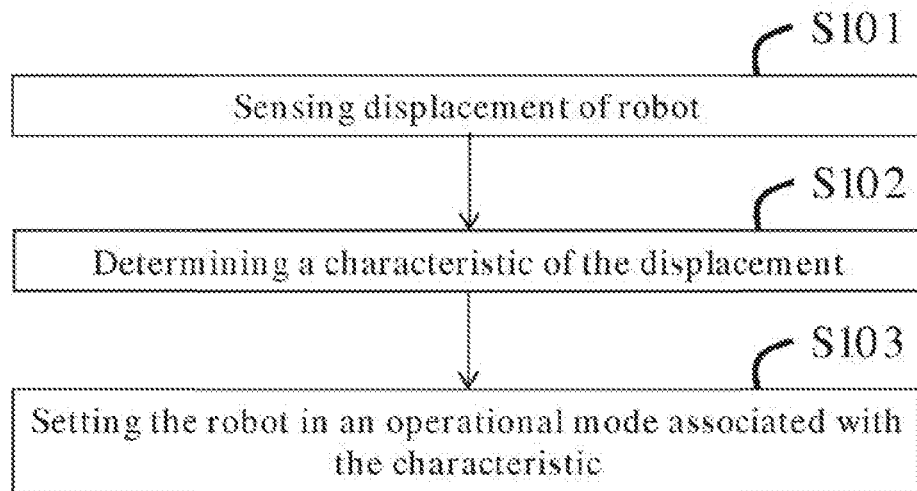 S101
Sensing displacement of robot
S102
Determining a characteristic of the displacement
S103
Setting the robot in an operational mode associated with
the characteristic